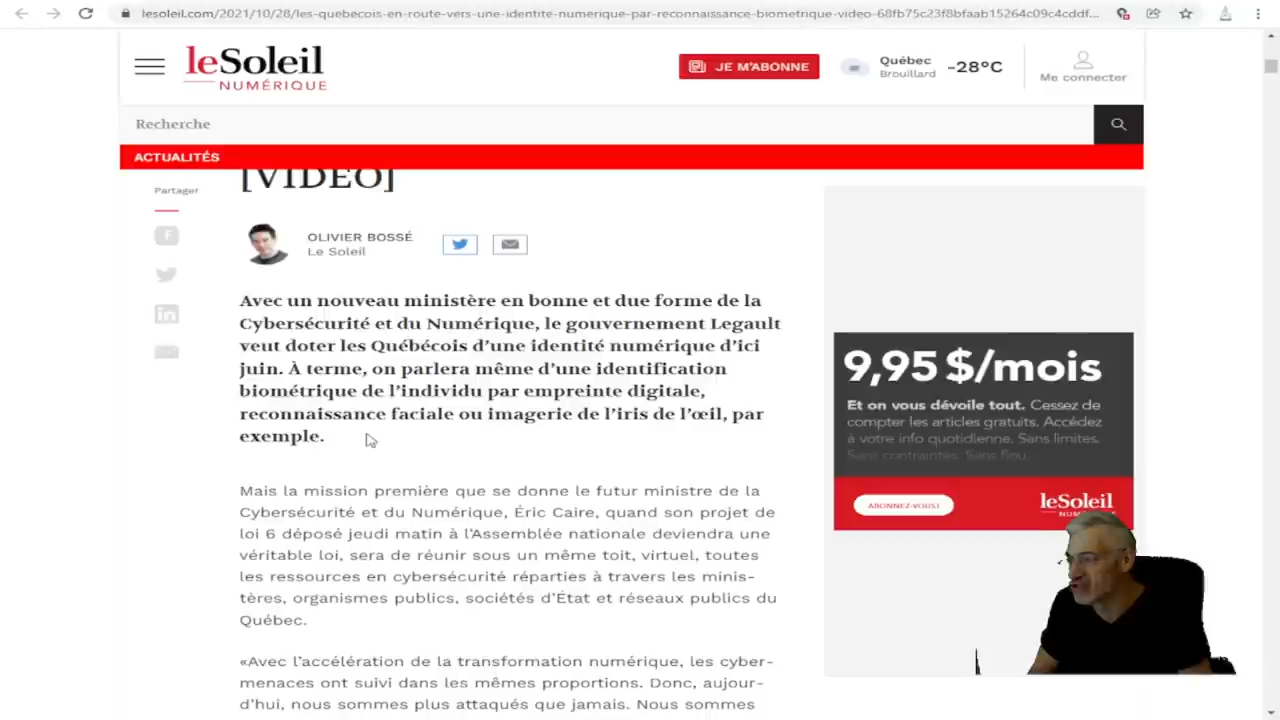 lesoleil.com/2021/10/28/les-quebecois-en-route-vers-une-identite-numerique-par-reconnaissance-biometrique-video-68fb75c23f8bfaab15264c09c4cddf...
leSoleil
NUMÉRIQUE
JE M'ABONNE
Québec
Brouillard
-28°C
Me connecter
Recherche
ACTUALITÉS
[VIDÉO]
Partager
OLIVIER BOSSÉ
Le Soleil
Avec un nouveau ministère en bonne et due forme de la
Cybersécurité et du Numérique, le gouvernement Legault
veut doter les Québécois d'une identité numérique d'ici
juin. À terme, on parlera même d'une identification
biométrique de l'individu par empreinte digitale,
reconnaissance faciale ou imagerie de l'iris de l'œil, par
exemple.
Mais la mission première que se donne le futur ministre de la
Cybersécurité et du Numérique, Éric Caire, quand son projet de
loi 6 déposé jeudi matin à l'Assemblée nationale deviendra une
véritable loi, sera de réunir sous un même toit, virtuel, toutes
les ressources en cybersécurité réparties à travers les minis-
tères, organismes publics, sociétés d'État et réseaux publics du
Québec.
«Avec l'accélération de la transformation numérique, les cyber-
menaces ont suivi dans les mêmes proportions. Donc, aujour-
d'hui, nous sommes plus attaqués que jamais. Nous sommes
9,95 $/mois
Et on vous dévoile tout. Cessez de
compter les articles gratuits. Accédez
à votre info quotidienne. Sans limites.
Sans contraintes. Sans flou.
ABONNEZ-VOUS!
leSoleil